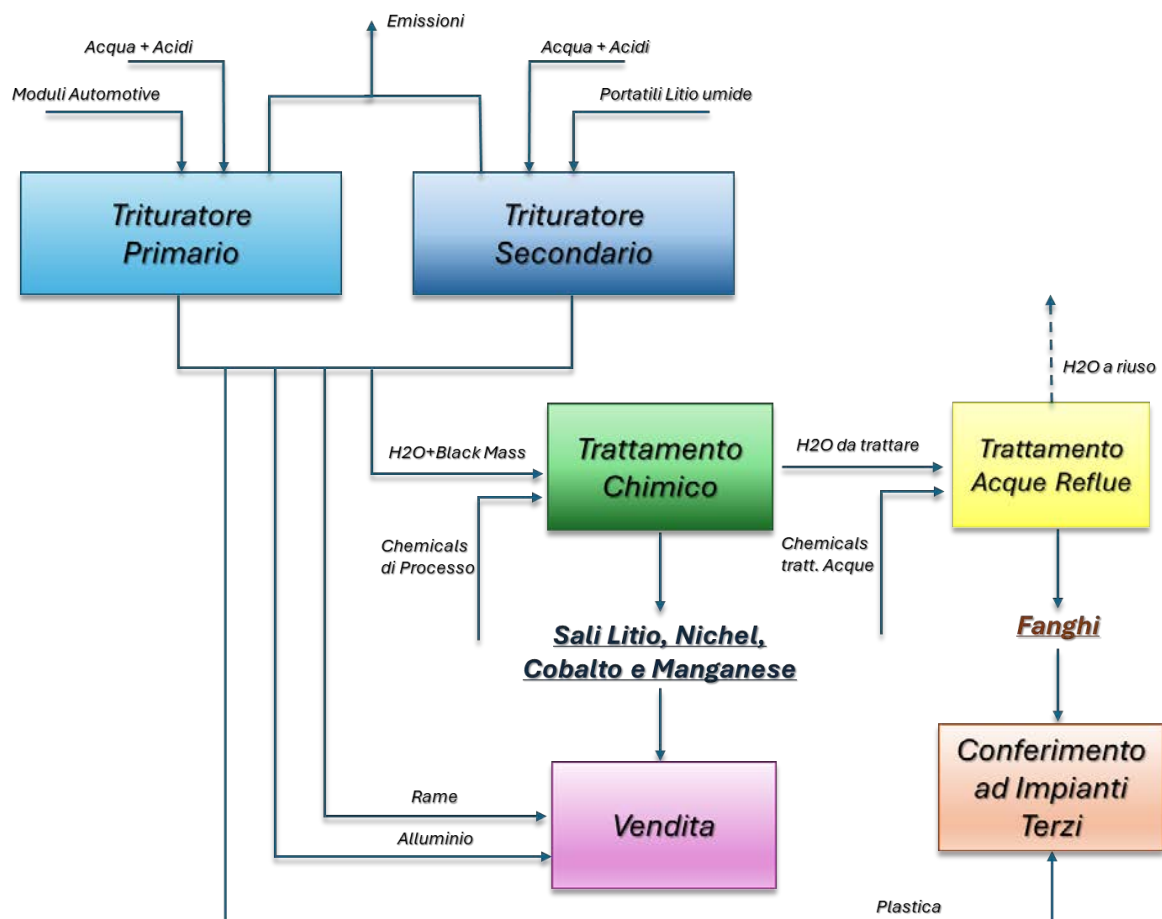 Emissioni
Acqua + Acidi
Acqua + Acidi
Moduli Automotive
Portatili Litio umide
Trituratore
Primario
Trituratore
Secondario
H2O a riuso
H2O+Black Mass
Trattamento
Chimico
H2O da trattare
Trattamento
Acque Reflue
Chemicals
di Processo
Chemicals
tratt. Acque
Sali Litio, Nichel,
Cobalto e Manganese
Fanghi
Conferimento
ad Impianti
Terzi
Rame
Alluminio
Vendita
Plastica